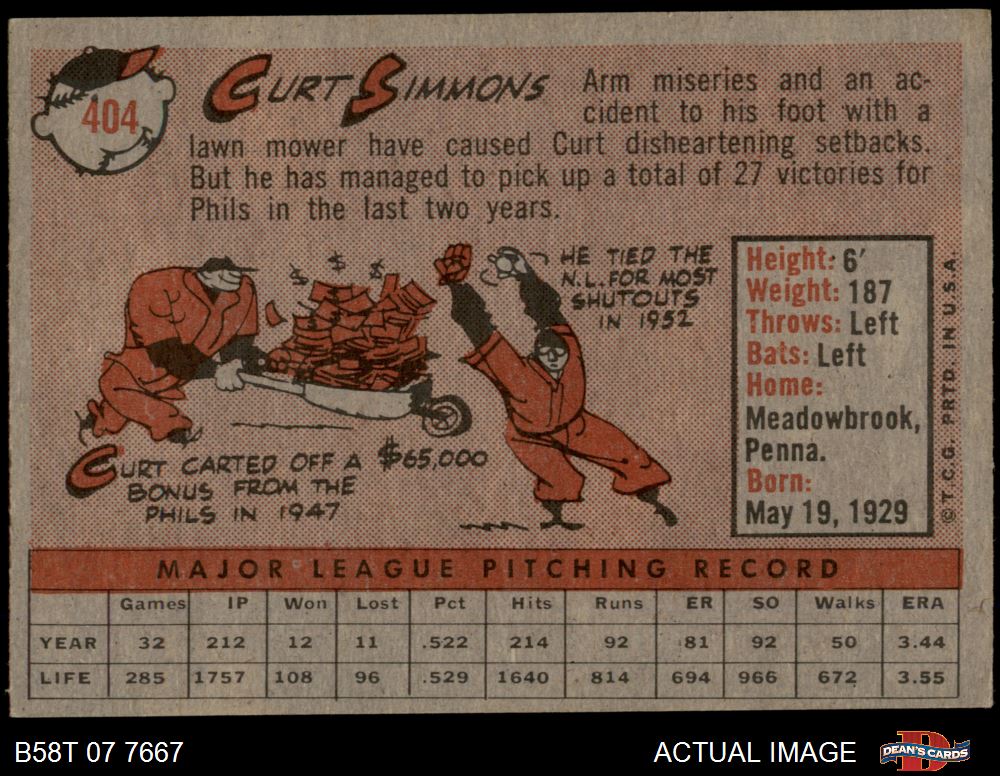 404
CURT SIMMONS
Arm miseries and an ac-
cident to his foot with a
lawn mower have caused Curt disheartening setbacks.
But he has managed to pick up a total of 27 victories for
Phils in the last two years.
HE TIED THE
N.L. FOR MOST
SHUTOUTS
IN 1952
CURT CARTED OFF A $65,000
BONUS FROM THE
PHILS IN 1947
Height: 6'
Weight: 187
Throws: Left
Bats: Left
Home:
Meadowbrook,
Penna.
Born:
May 19, 1929
© T.C.G. PRTD. IN U.S.A.
MAJOR LEAGUE PITCHING RECORD
Games IP Won Lost Pct Hits Runs ER SO Walks ERA
YEAR 32 212 12 11 .522 214 92 81 92 50 3.44
LIFE 285 1757 108 96 .529 1640 814 694 966 672 3.55
B58T 07 7667
ACTUAL IMAGE
DEAN'S CARDS